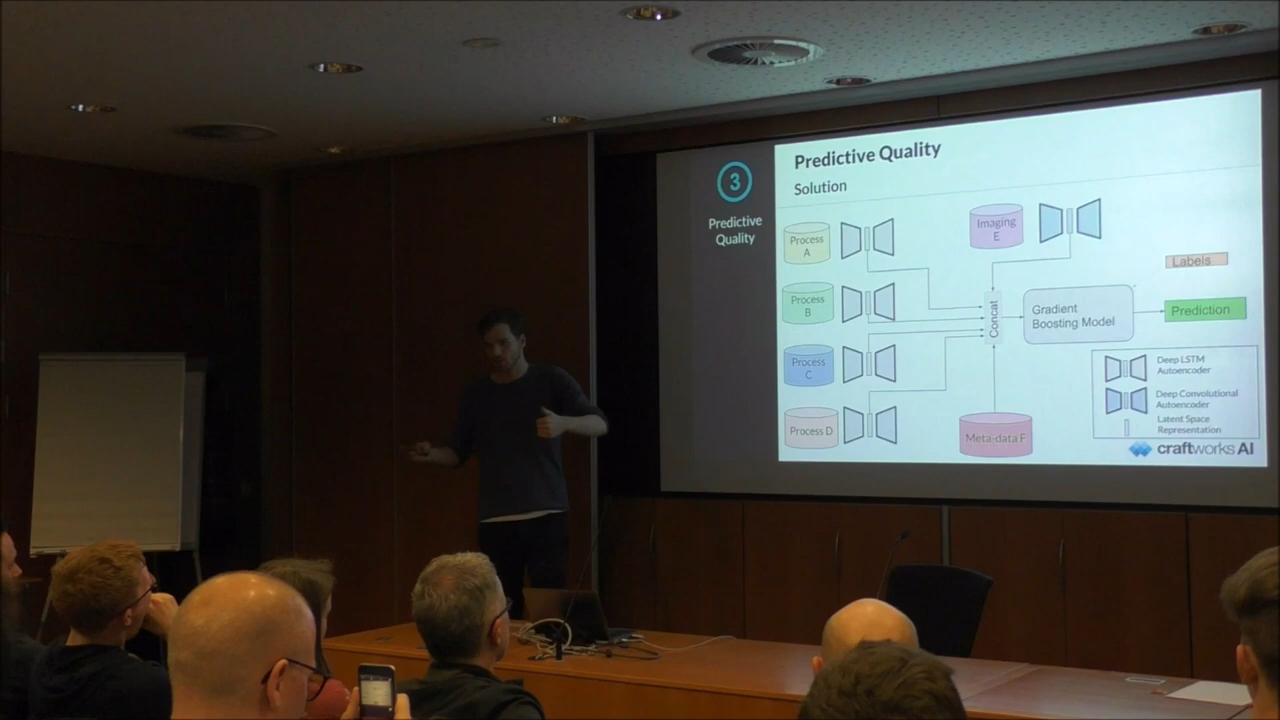 3
Predictive
Quality
Predictive Quality
Solution
Process
A
Imaging
E
Labels
Process
B
Concat
Gradient
Boosting Model
Prediction
Process
C
Deep LSTM
Autoencoder
Deep Convolutional
Autoencoder
Latent Space
Representation
Process D
Meta-data F
craftworks AI